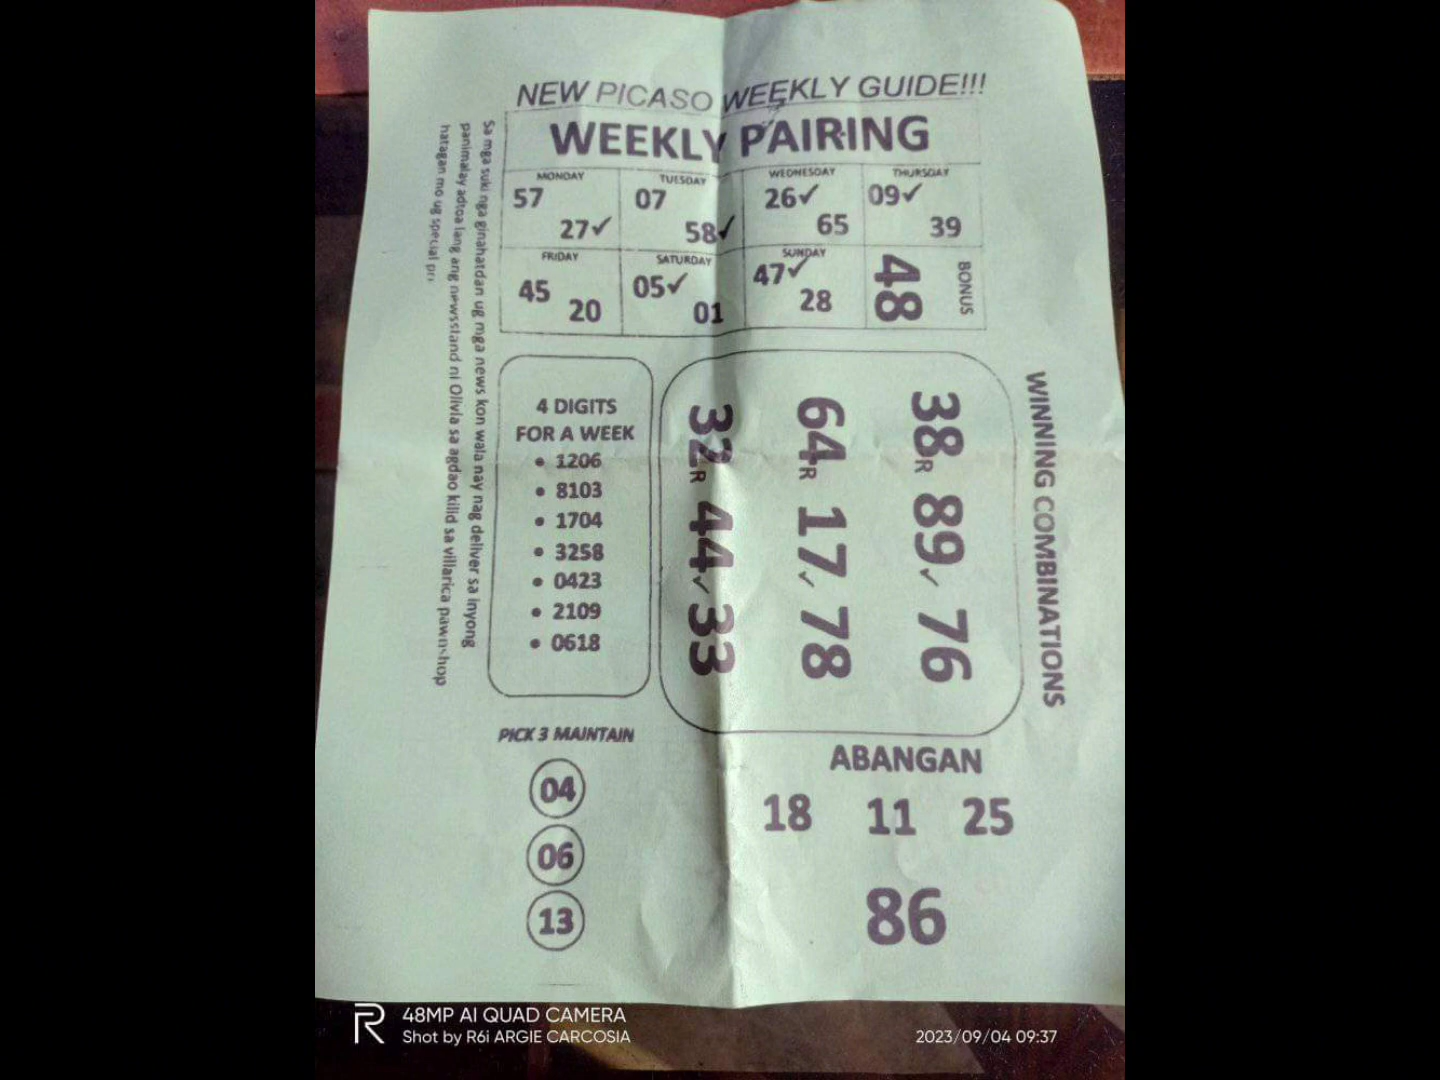 NEW PICASO WEEKLY GUIDE!!!
WEEKLY PAIRING
MONDAY
57
27✓
TUESDAY
07
58✓
WEDNESDAY
26✓
65
THURSDAY
09✓
39
FRIDAY
45
20
SATURDAY
05✓
01
SUNDAY
47✓
28
48
BONUS
Sa mga suki nga ginahatdan ug mga news kon wala nay nag deliver sa inyong
panimalay adtoa lang ang newsstand ni Olivia sa agdao kilid sa villarica pawnshop
hatagan mo ug special pri
4 DIGITS
FOR A WEEK
• 1206
• 8103
• 1704
• 3258
• 0423
• 2109
• 0618
WINNING COMBINATIONS
38R 89✓ 76
64R 17✓ 78
32R 44✓ 33
PICK 3 MAINTAIN
04
06
13
ABANGAN
18 11 25
86
48MP AI QUAD CAMERA
Shot by R6i ARGIE CARCOSIA
2023/09/04 09:37